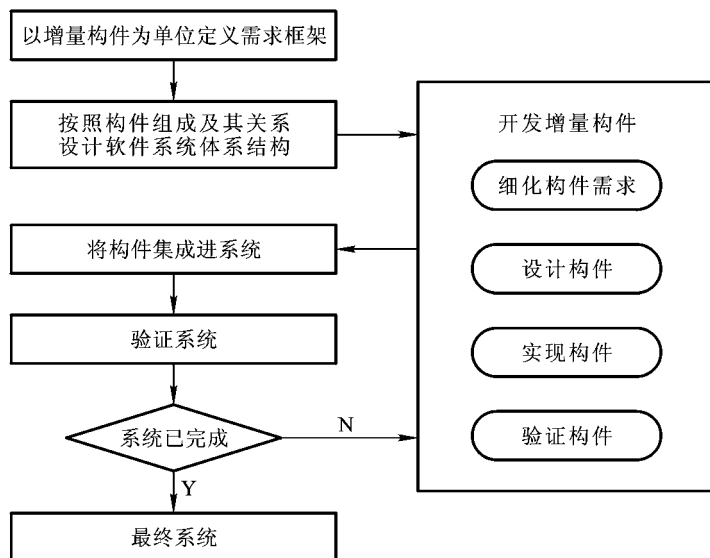 以增量构件为单位定义需求框架
按照构件组成及其关系
设计软件系统体系结构
开发增量构件
细化构件需求
设计构件
实现构件
验证构件
将构件集成进系统
验证系统
系统已完成
N
Y
最终系统